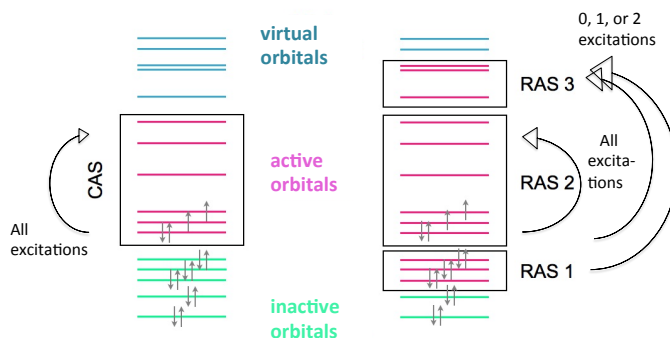 virtual
orbitals
0, 1, or 2
excitations
RAS 3
CAS
active
orbitals
All
excita-
tions
RAS 2
All
excitations
RAS 1
inactive
orbitals